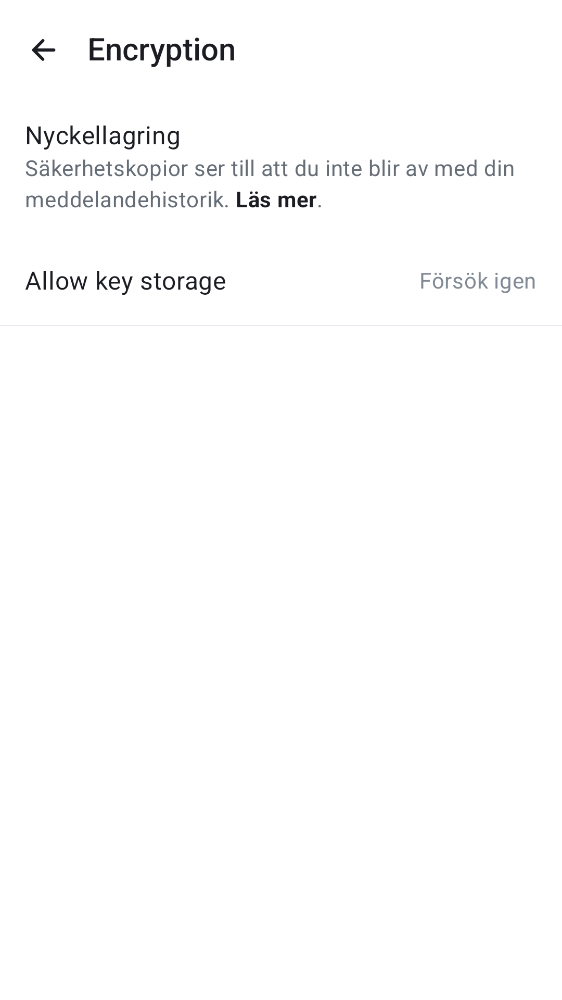 Encryption
Nyckellagring
Säkerhetskopior ser till att du inte blir av med din
meddelandehistorik. Läs mer.
Allow key storage Försök igen